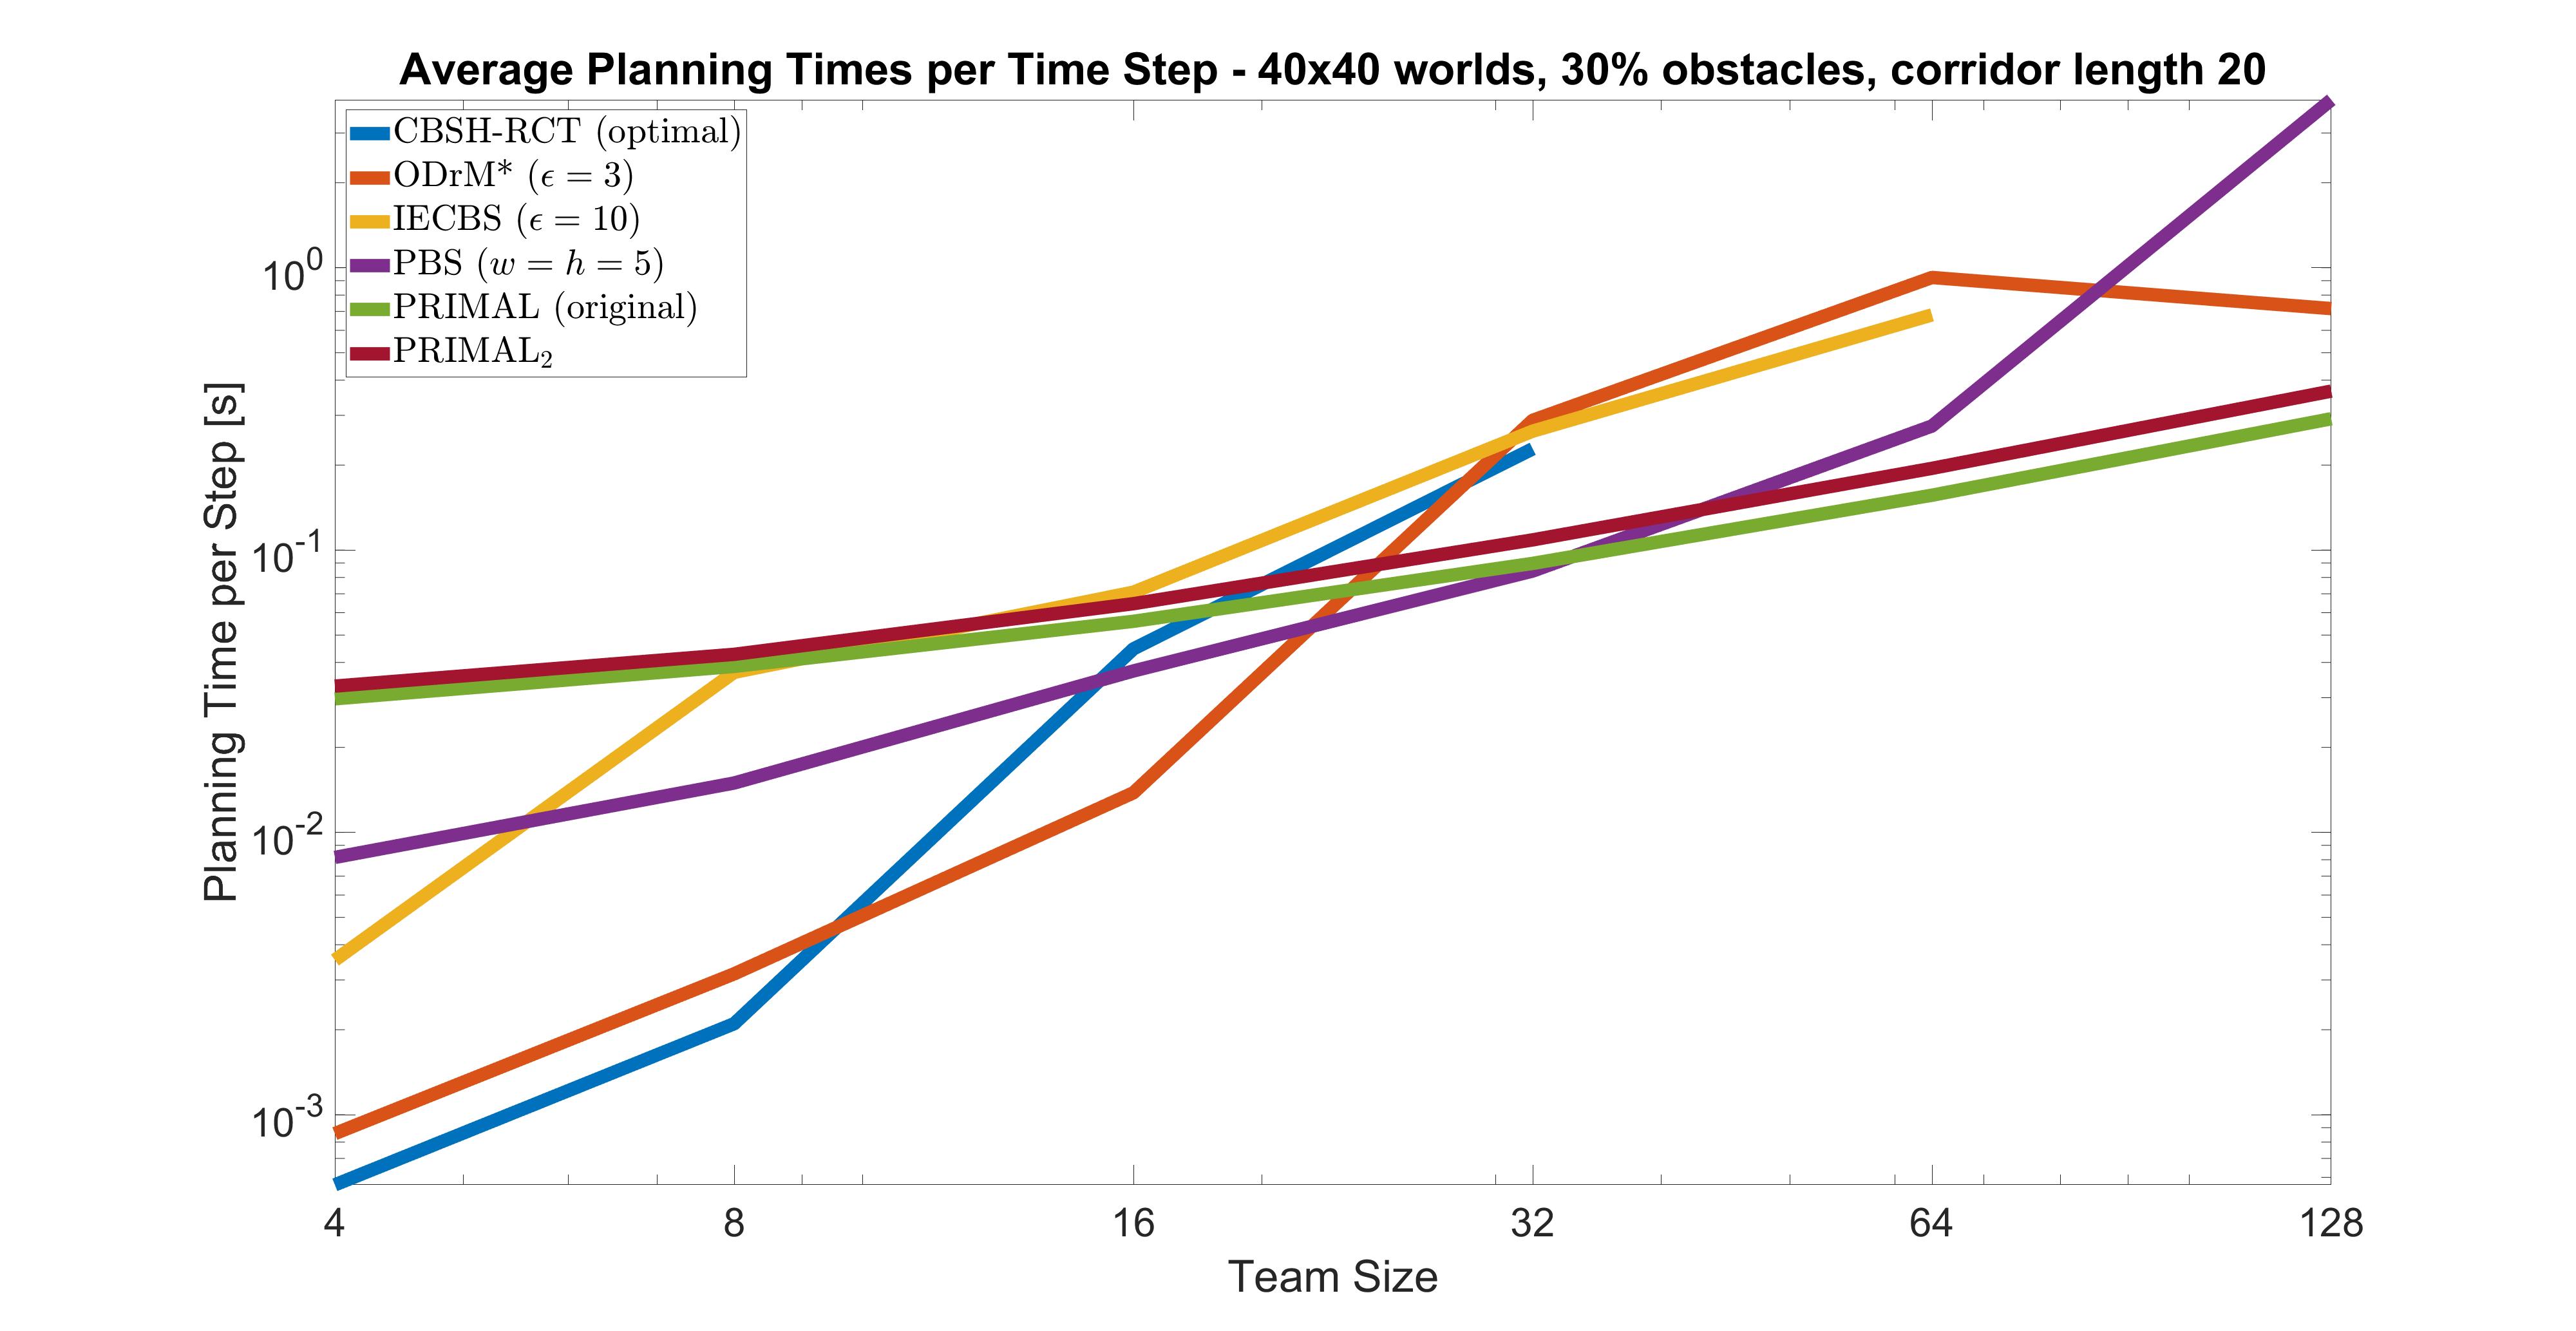 Average Planning Times per Time Step - 40x40 worlds, 30% obstacles, corridor length 20
CBSH-RCT (optimal)
ODrM* (ϵ = 3)
IECBS (ϵ = 10)
PBS (w = h = 5)
PRIMAL (original)
PRIMAL₂
Planning Time per Step [s]
10⁰
10⁻¹
10⁻²
10⁻³
4 8 16 32 64 128
Team Size